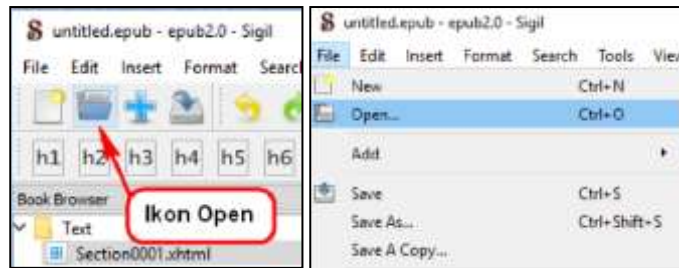 untitled.epub - epub2.0 - Sigil
File Edit Insert Format Searc
h1 h2 h3 h4 h5 h6
Book Browser
Text
Section0001.xhtml
Ikon Open
untitled.epub - epub2.0 - Sigil
File Edit Insert Format Search Tools View
New Ctrl+N
Open... Ctrl+O
Add
Save Ctrl+S
Save As... Ctrl+Shift+S
Save A Copy...